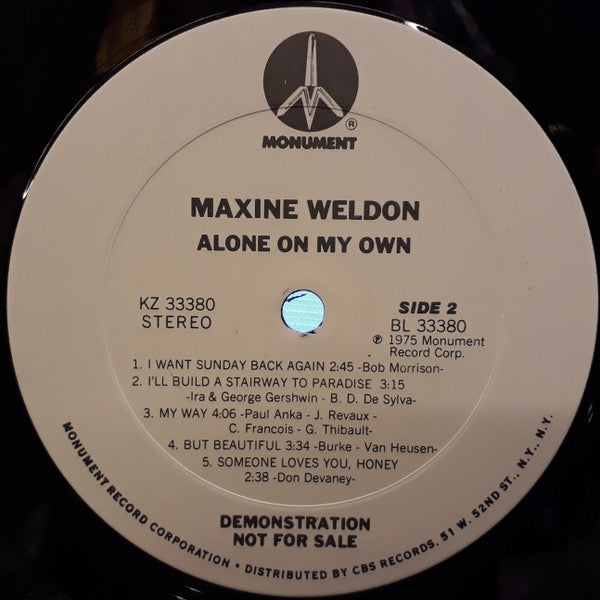 ®
MONUMENT
MAXINE WELDON
ALONE ON MY OWN
KZ 33380
STEREO
SIDE 2
BL 33380
℗ 1975 Monument
Record Corp.
1. I WANT SUNDAY BACK AGAIN 2:45 -Bob Morrison-
2. I'LL BUILD A STAIRWAY TO PARADISE 3:15
-Ira & George Gershwin - B. D. De Sylva-
3. MY WAY 4:06 -Paul Anka - J. Revaux -
C. Francois - G. Thibault-
4. BUT BEAUTIFUL 3:34 -Burke - Van Heusen-
5. SOMEONE LOVES YOU, HONEY
2:38 -Don Devaney-
DEMONSTRATION
NOT FOR SALE
MONUMENT RECORD CORPORATION • DISTRIBUTED BY CBS RECORDS, 51 W. 52ND ST., N.Y., N.Y.